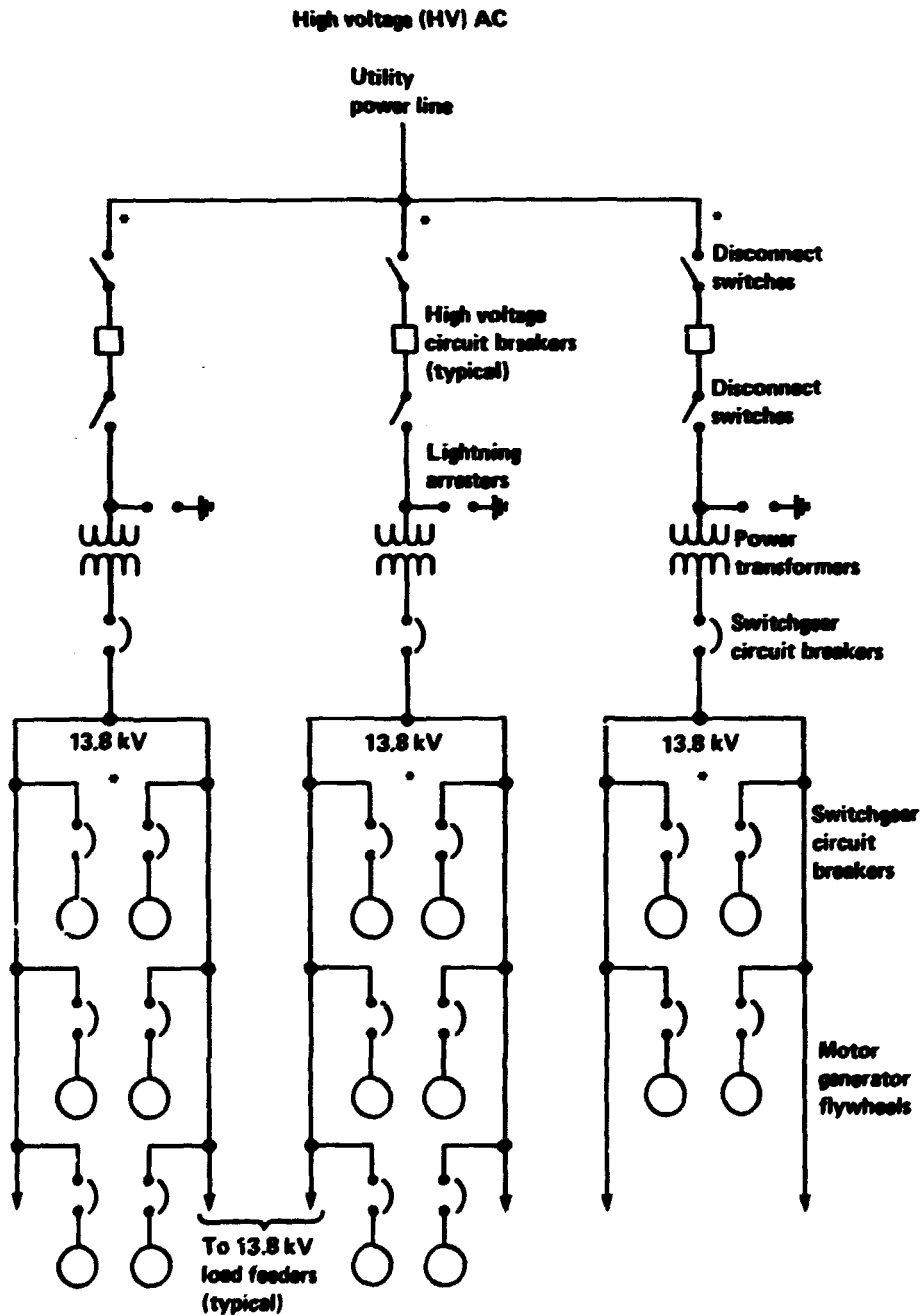 High voltage (HV) AC
Utility
power line
*
*
*
Disconnect
switches
High voltage
circuit breakers
(typical)
Disconnect
switches
Lightning
arresters
Power
transformers
Switchgear
circuit breakers
13.8 kV
13.8 kV
13.8 kV
*
*
*
Switchgear
circuit
breakers
Motor
generator
flywheels
To 13.8 kV
load feeders
(typical)